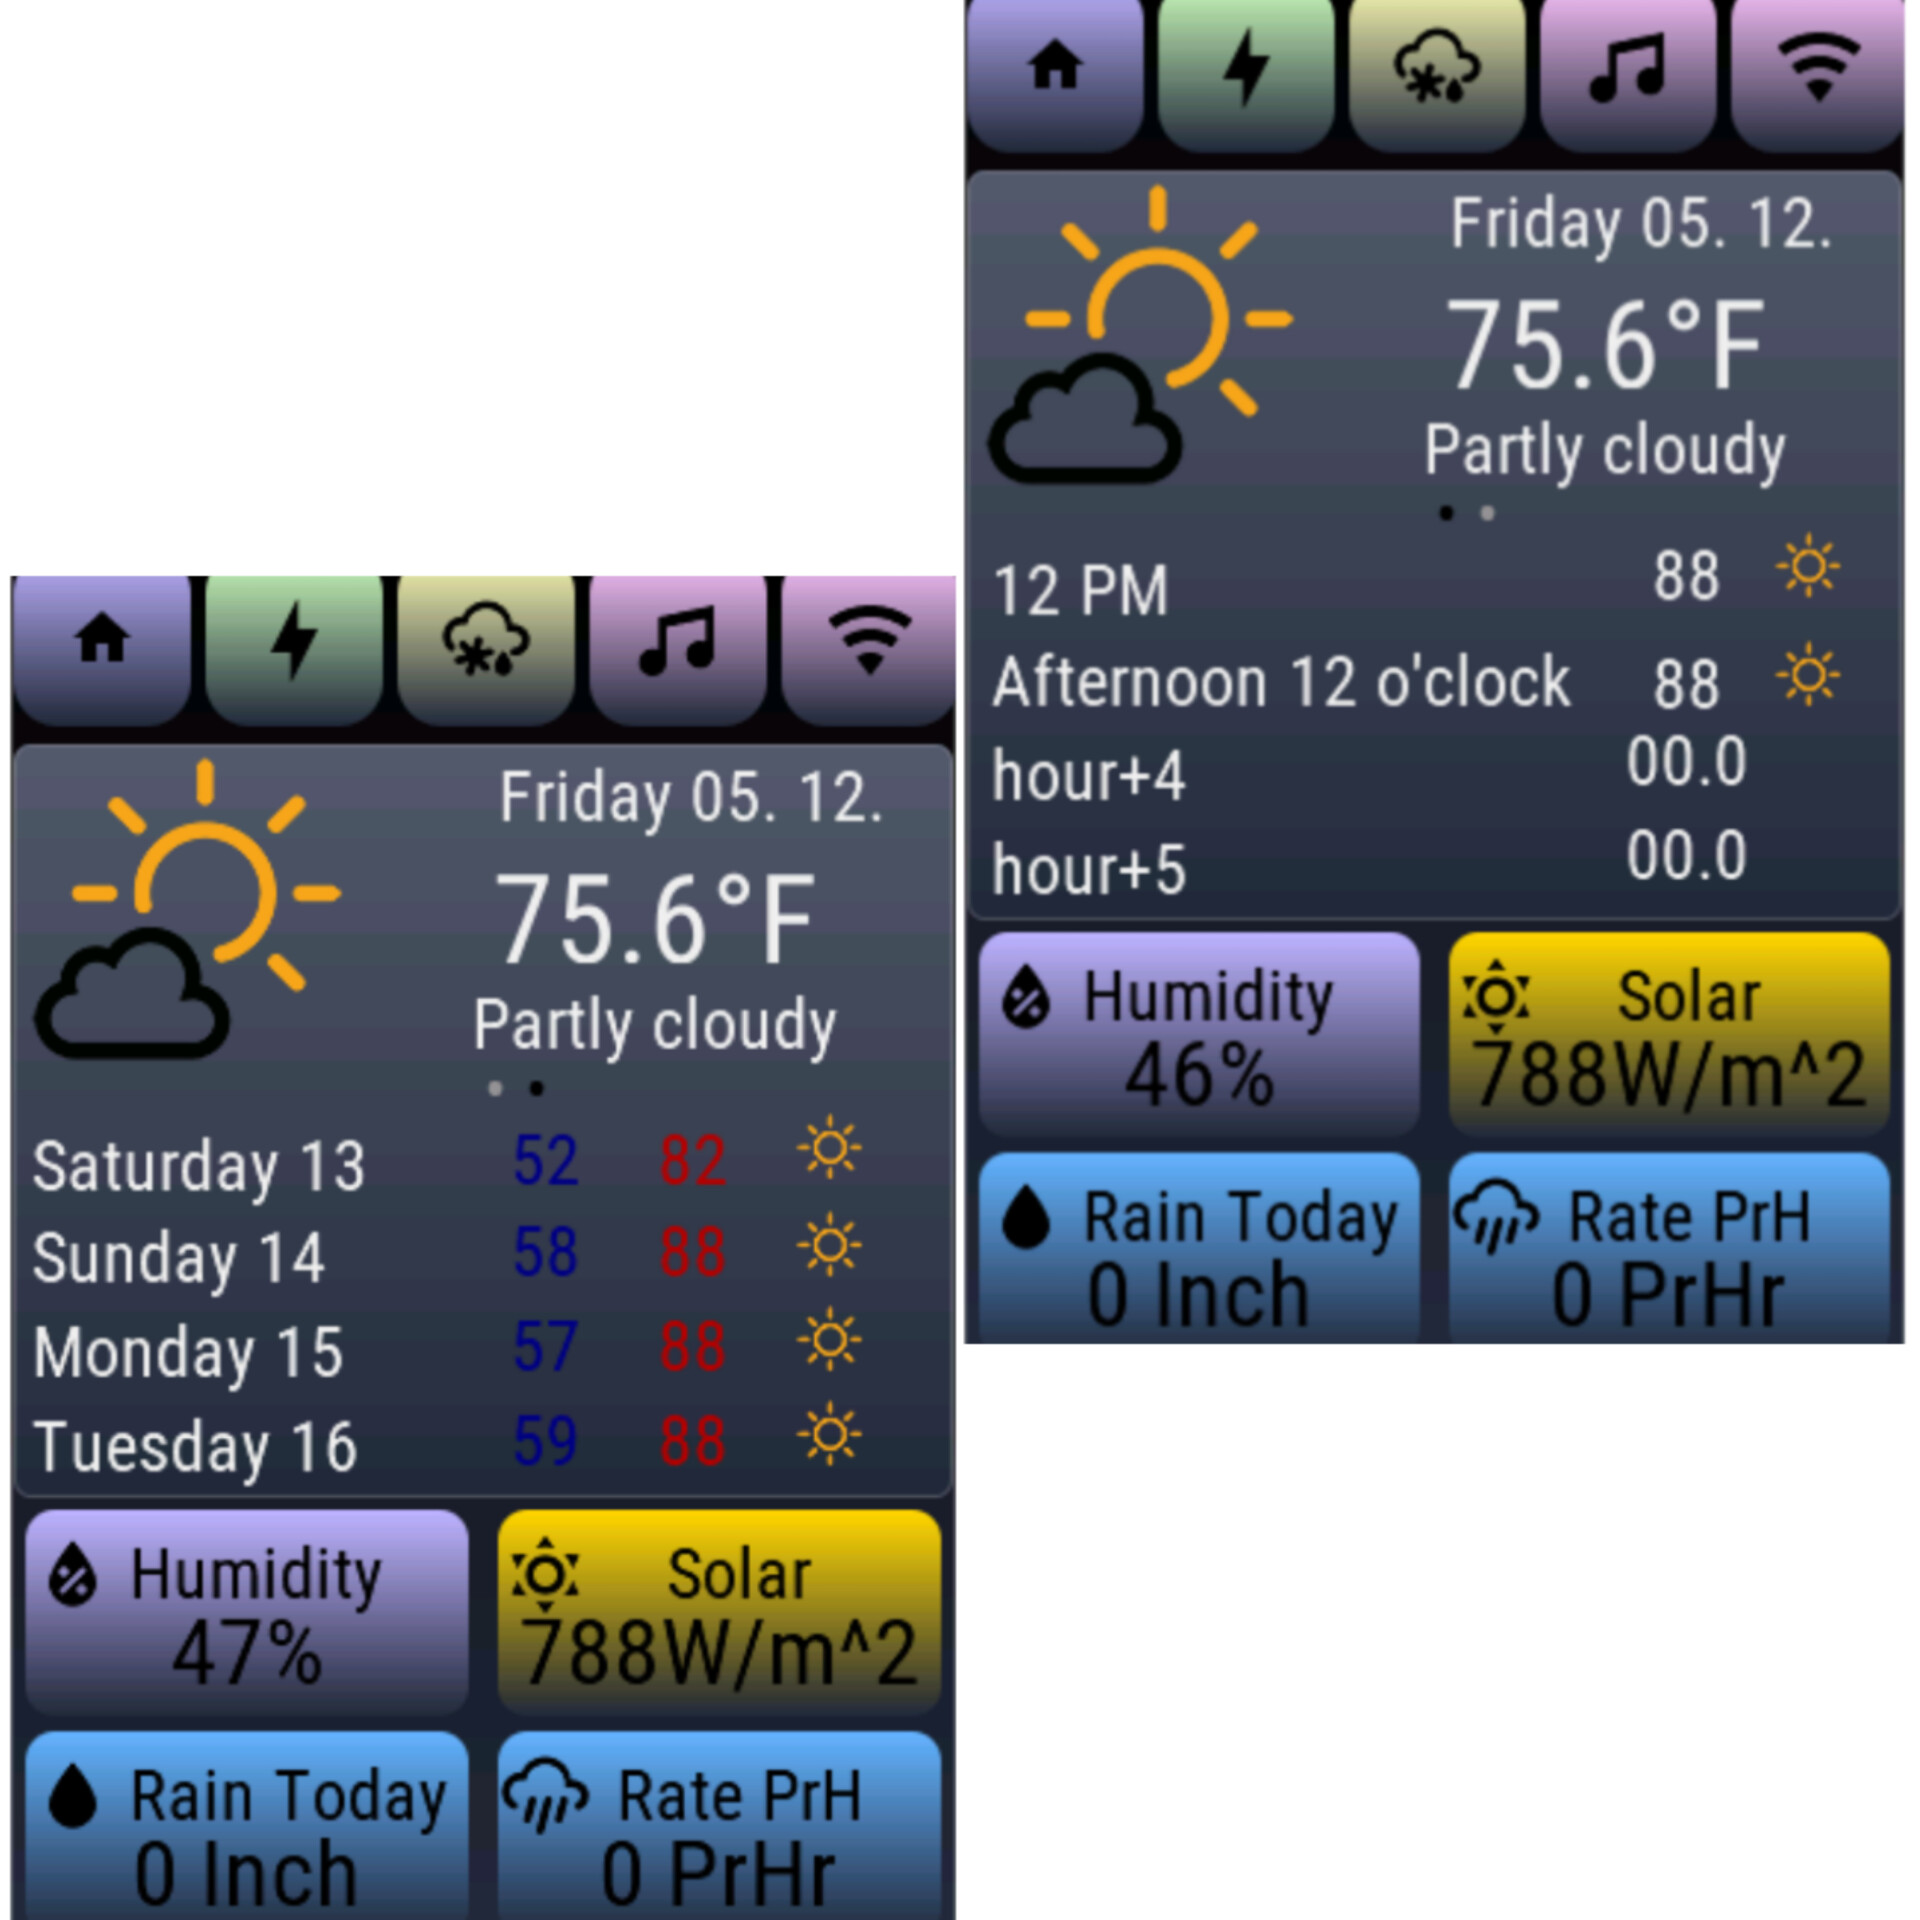 Friday 05. 12.
75.6°F
Partly cloudy
Saturday 13 52 82
Sunday 14 58 88
Monday 15 57 88
Tuesday 16 59 88
Humidity
47%
Solar
788W/m^2
Rain Today
0 Inch
Rate PrH
0 PrHr
Friday 05. 12.
75.6°F
Partly cloudy
12 PM 88
Afternoon 12 o'clock 88
hour+4 00.0
hour+5 00.0
Humidity
46%
Solar
788W/m^2
Rain Today
0 Inch
Rate PrH
0 PrHr